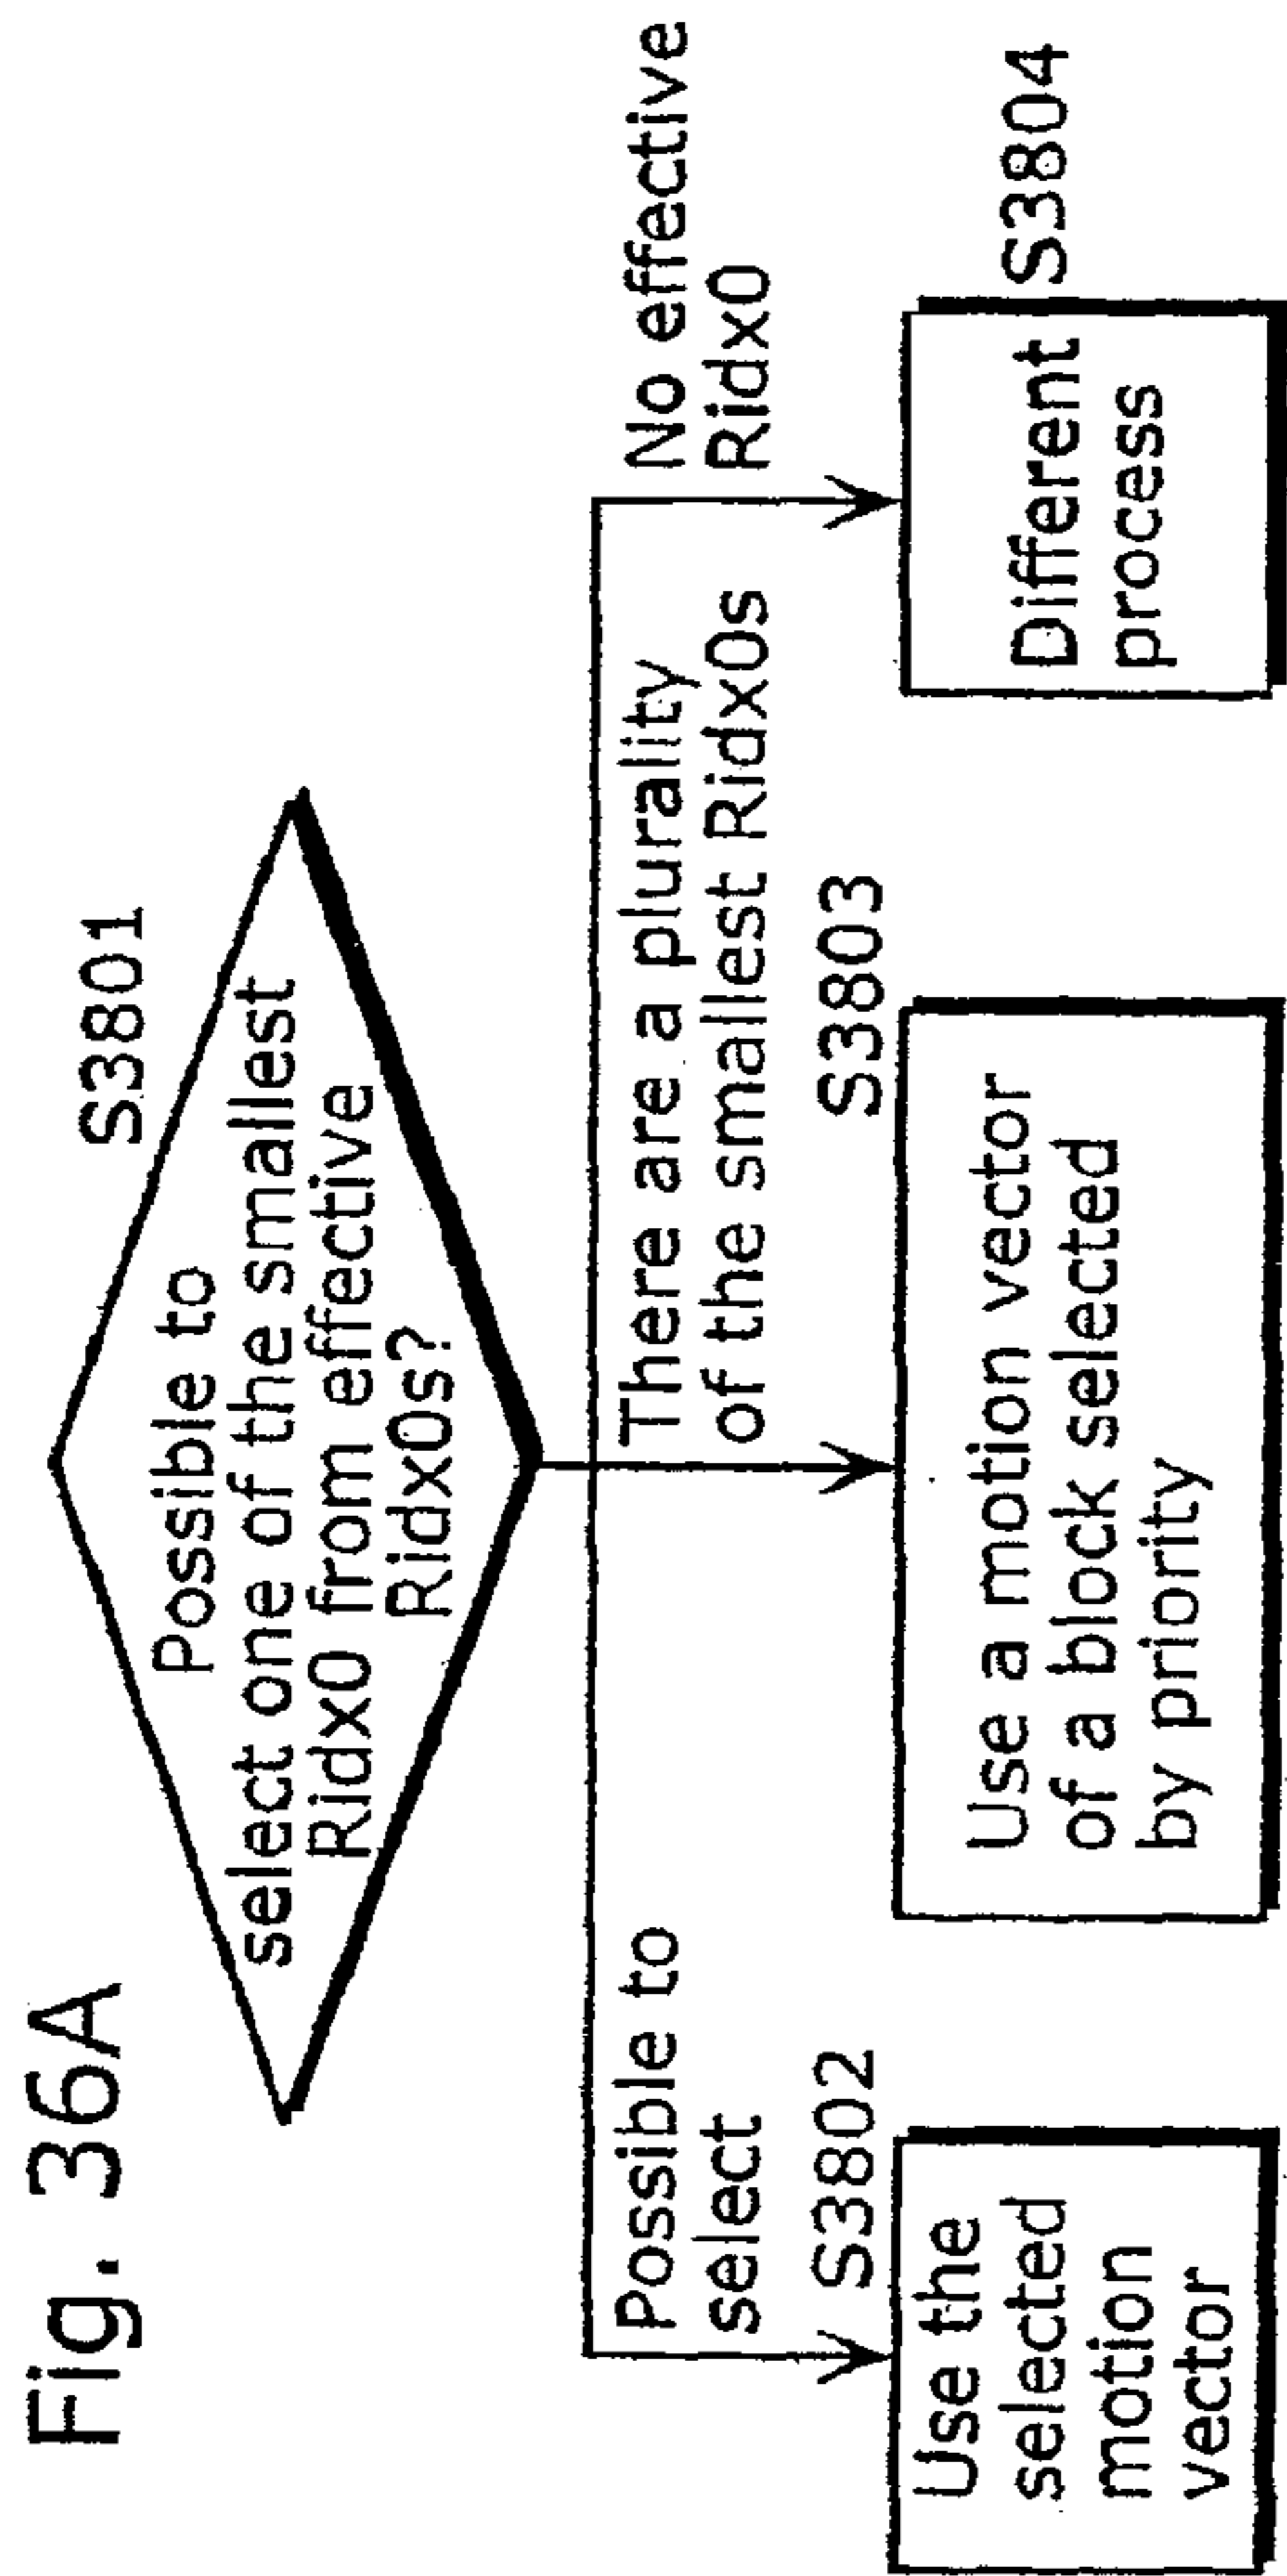 Fig. 36A
S3801
Possible to
select one of the smallest
Ridx0 from effective
Ridx0s?
Possible to
select
There are a plurality
of the smallest Ridx0s
No effective
Ridx0
S3802
Use the
selected
motion
vector
S3803
Use a motion vector
of a block selected
by priority
S3804
Different
process